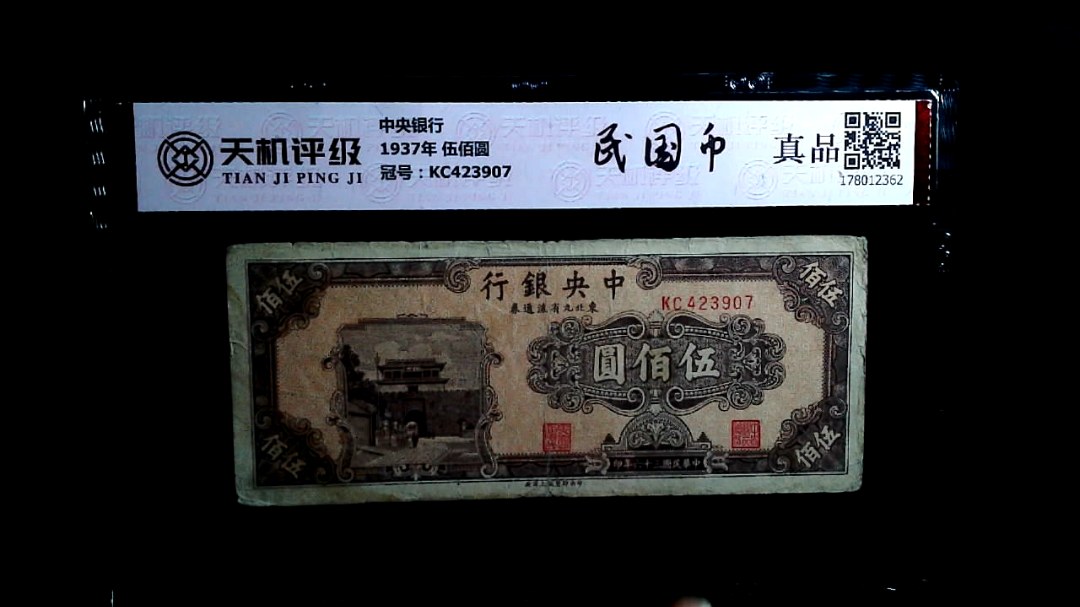 天机评级
TIAN JI PING JI
中央银行
1937年 伍佰圆
冠号：KC423907
民国币
真品
178012362
行銀央中
券通流省九北東
KC423907
圓佰伍
佰伍
佰伍
佰伍
佰伍